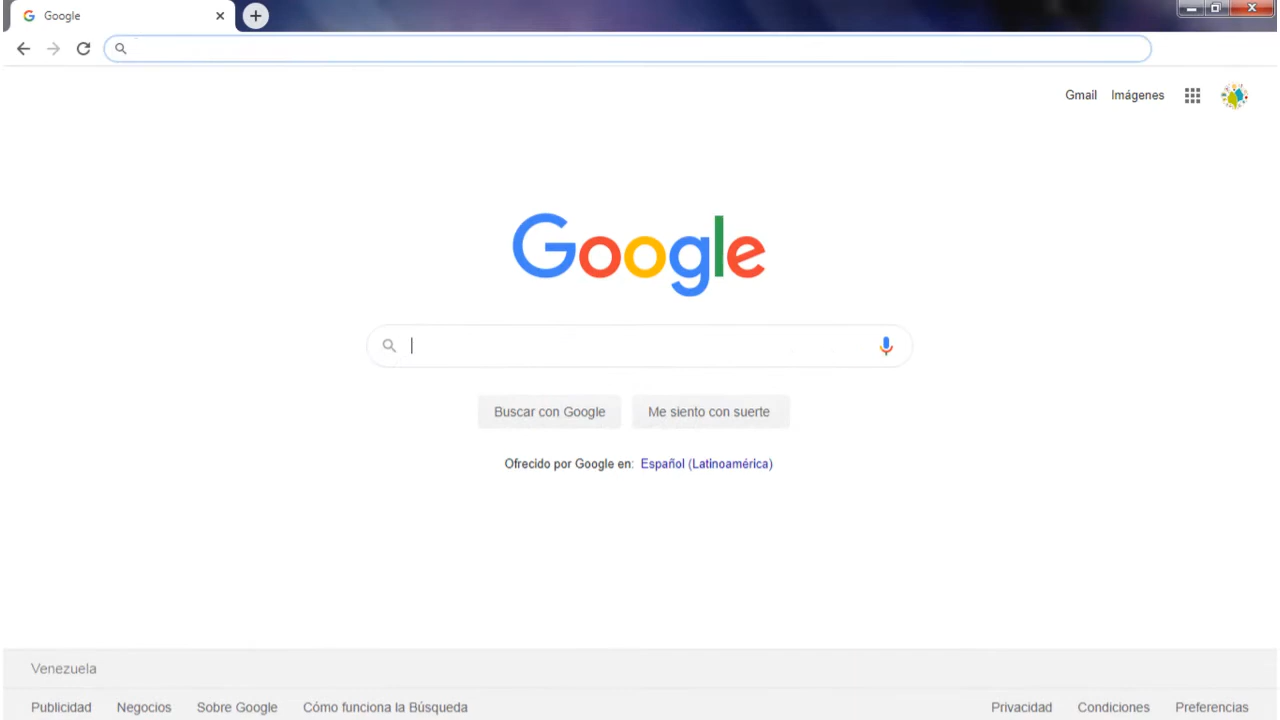 Google
Gmail Imágenes
Google
Buscar con Google Me siento con suerte
Ofrecido por Google en: Español (Latinoamérica)
Venezuela
Publicidad Negocios Sobre Google Cómo funciona la Búsqueda Privacidad Condiciones Preferencias